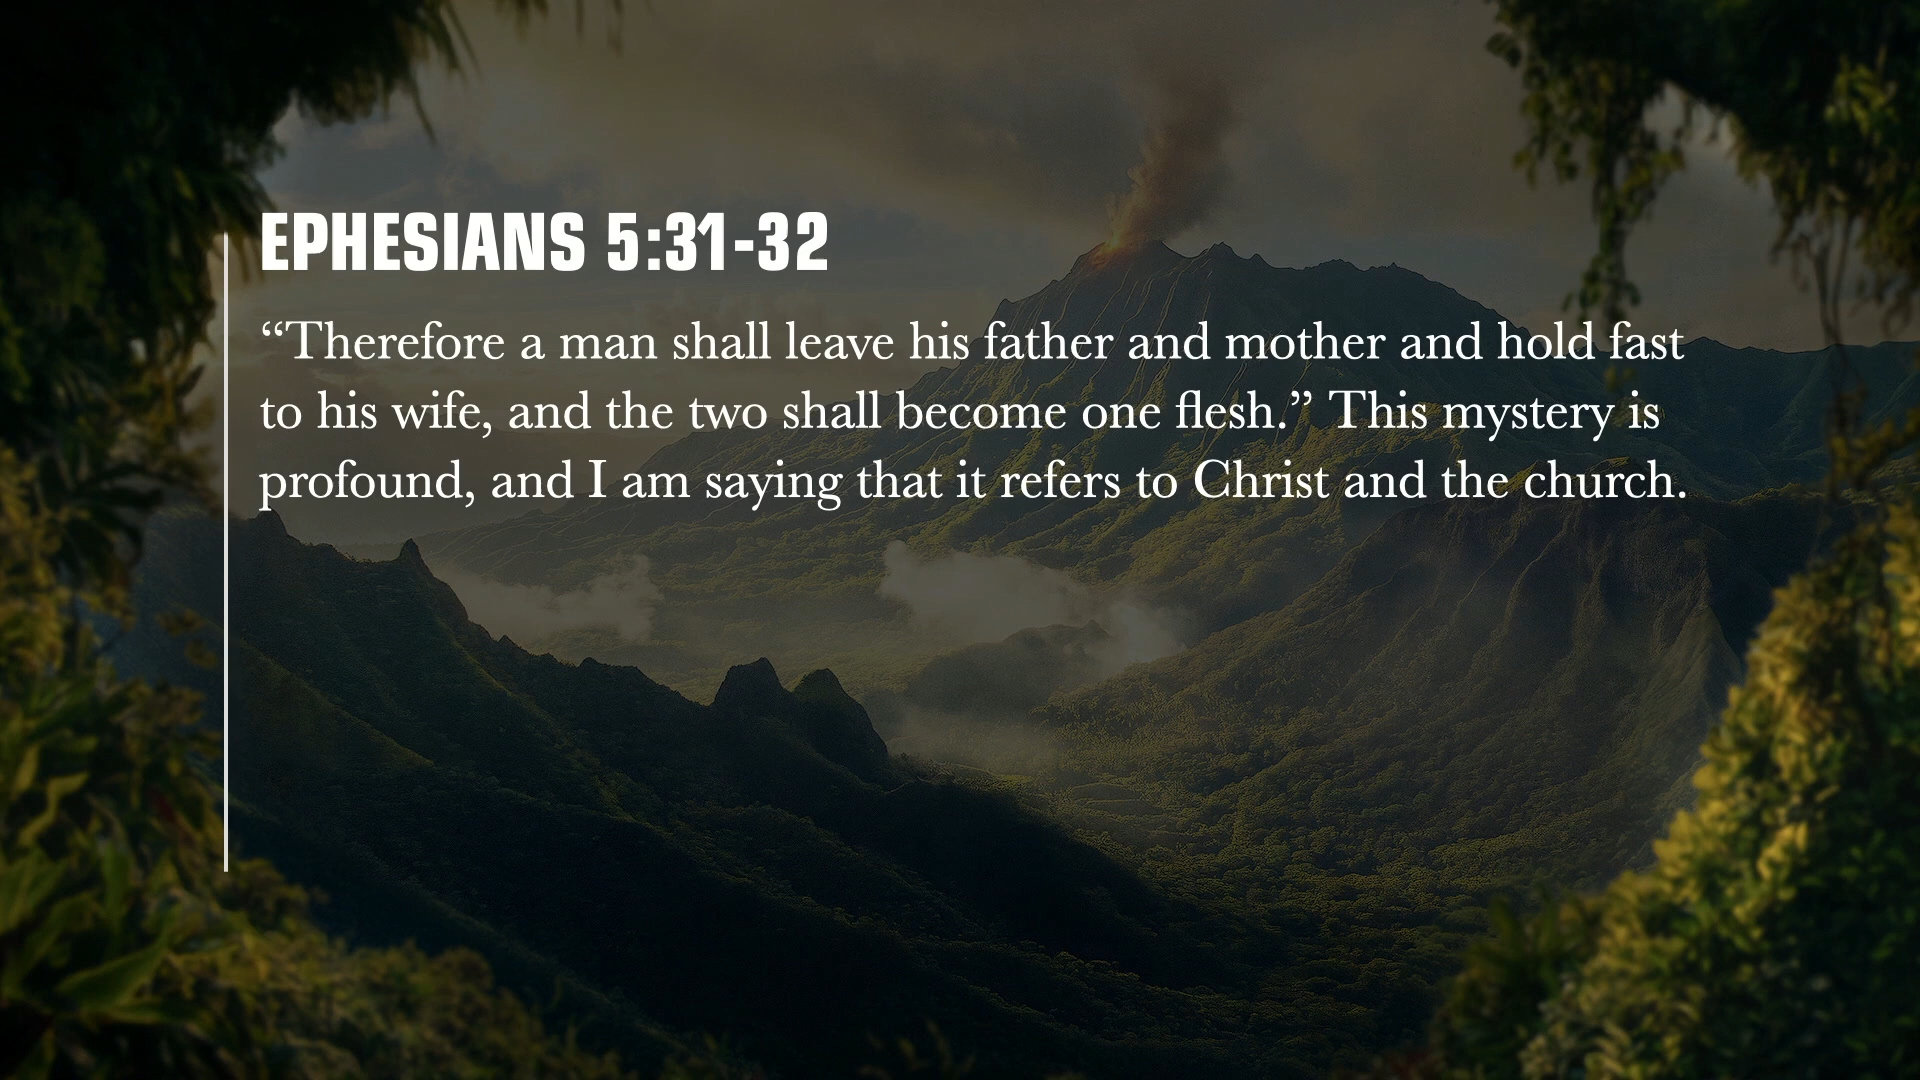 EPHESIANS 5:31-32
“Therefore a man shall leave his father and mother and hold fast
to his wife, and the two shall become one flesh.” This mystery is
profound, and I am saying that it refers to Christ and the church.